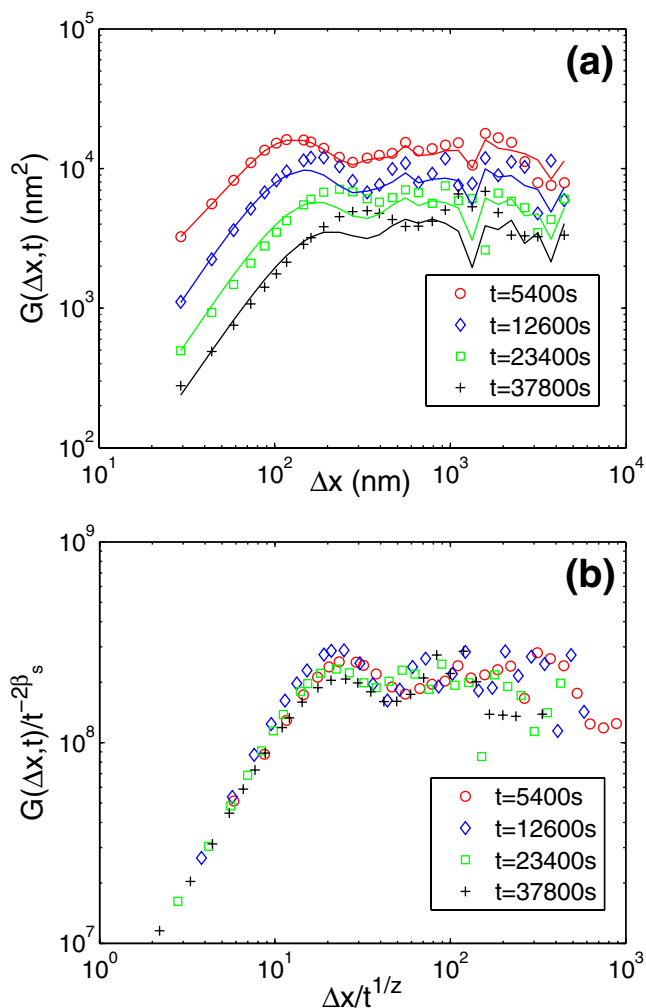 (a)
10^5
10^4
10^3
10^2
G(Δx,t) (nm^2)
10^1
10^2
10^3
10^4
Δx (nm)
t=5400s
t=12600s
t=23400s
t=37800s
(b)
10^9
10^8
10^7
G(Δx,t)/t^{-2β_s}
10^0
10^1
10^2
10^3
Δx/t^{1/z}
t=5400s
t=12600s
t=23400s
t=37800s